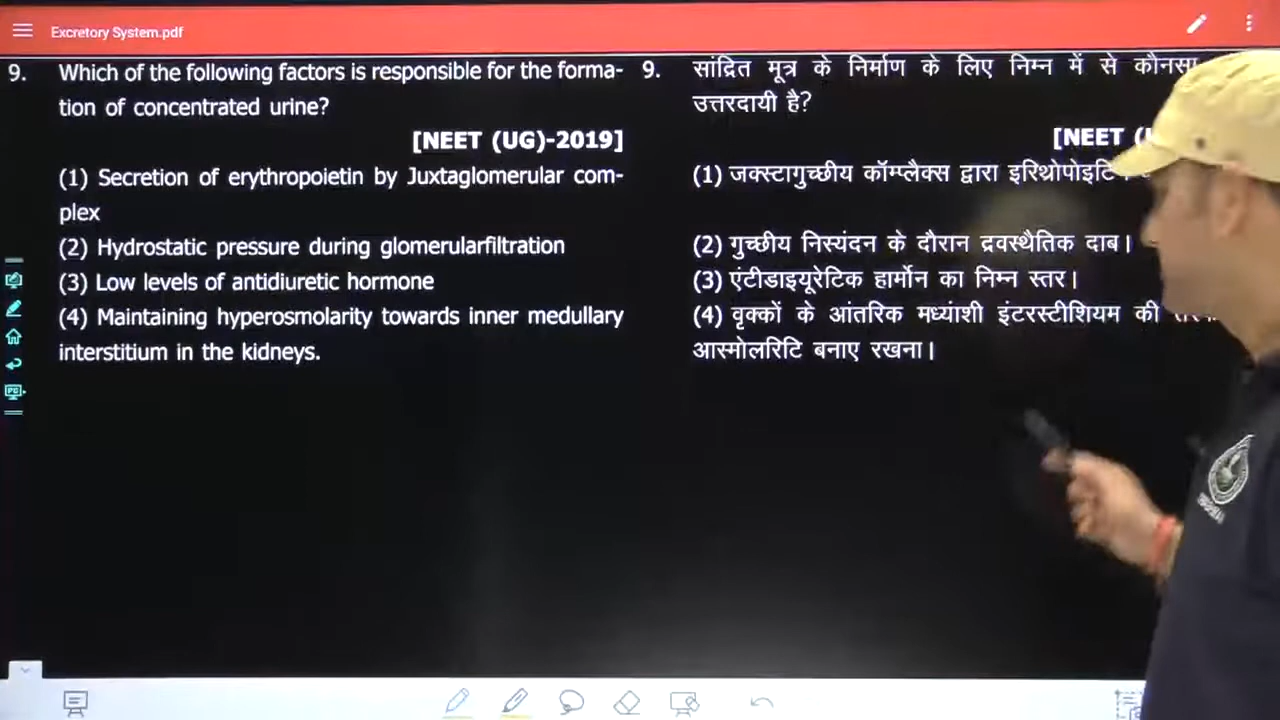 Excretory System.pdf
9. Which of the following factors is responsible for the forma-
tion of concentrated urine?
[NEET (UG)-2019]
(1) Secretion of erythropoietin by Juxtaglomerular com-
plex
(2) Hydrostatic pressure during glomerularfiltration
(3) Low levels of antidiuretic hormone
(4) Maintaining hyperosmolarity towards inner medullary
interstitium in the kidneys.
9. सांद्रित मूत्र के निर्माण के लिए निम्न में से कौनसा
उत्तरदायी है?
[NEET
(1) जक्स्टागुच्छीय कॉम्प्लैक्स द्वारा
(2) गुच्छीय निस्यंदन के दौरान द्रवस्थैतिक दाब।
(3) एंटीडाइयूरेटिक हार्मोन का निम्न स्तर।
(4) वृक्कों के आंतरिक मध्यांशी इंटरस्टीशियम की
आस्मोलरिटि बनाए रखना।